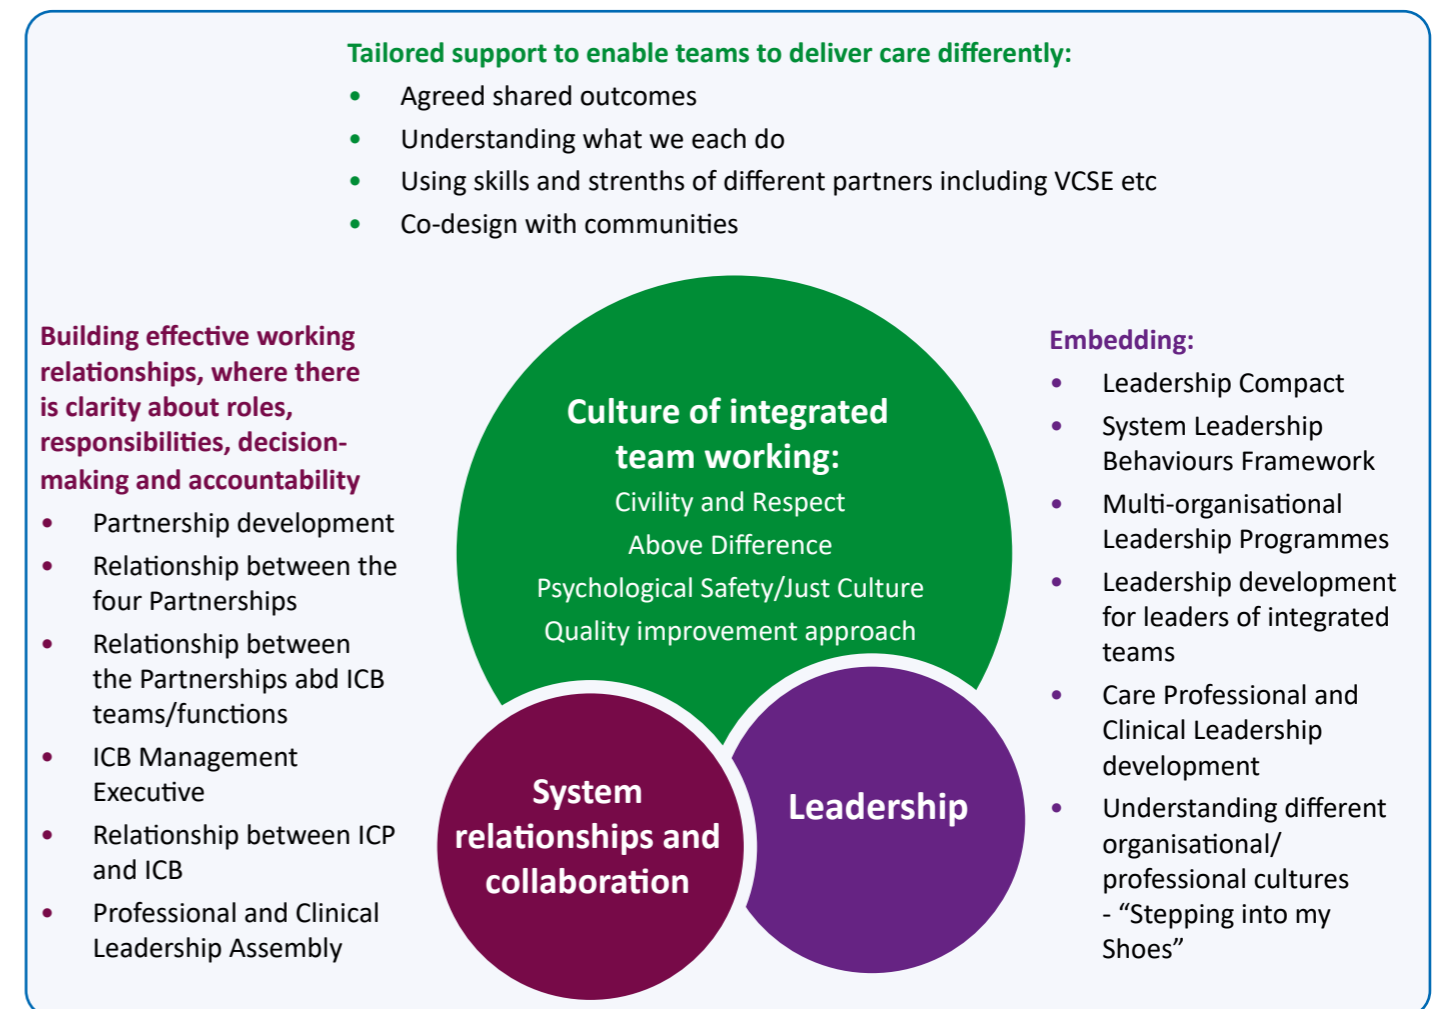 Tailored support to enable teams to deliver care differently:
• Agreed shared outcomes
• Understanding what we each do
• Using skills and strenths of different partners including VCSE etc
• Co-design with communities
Building effective working
relationships, where there
is clarity about roles,
responsibilities, decision-
making and accountability
• Partnership development
• Relationship between the
four Partnerships
• Relationship between
the Partnerships abd ICB
teams/functions
• ICB Management
Executive
• Relationship between ICP
and ICB
• Professional and Clinical
Leadership Assembly
Culture of integrated
team working:
Civility and Respect
Above Difference
Psychological Safety/Just Culture
Quality improvement approach
System
relationships and
collaboration
Leadership
Embedding:
• Leadership Compact
• System Leadership
Behaviours Framework
• Multi-organisational
Leadership Programmes
• Leadership development
for leaders of integrated
teams
• Care Professional and
Clinical Leadership
development
• Understanding different
organisational/
professional cultures
- “Stepping into my
Shoes”